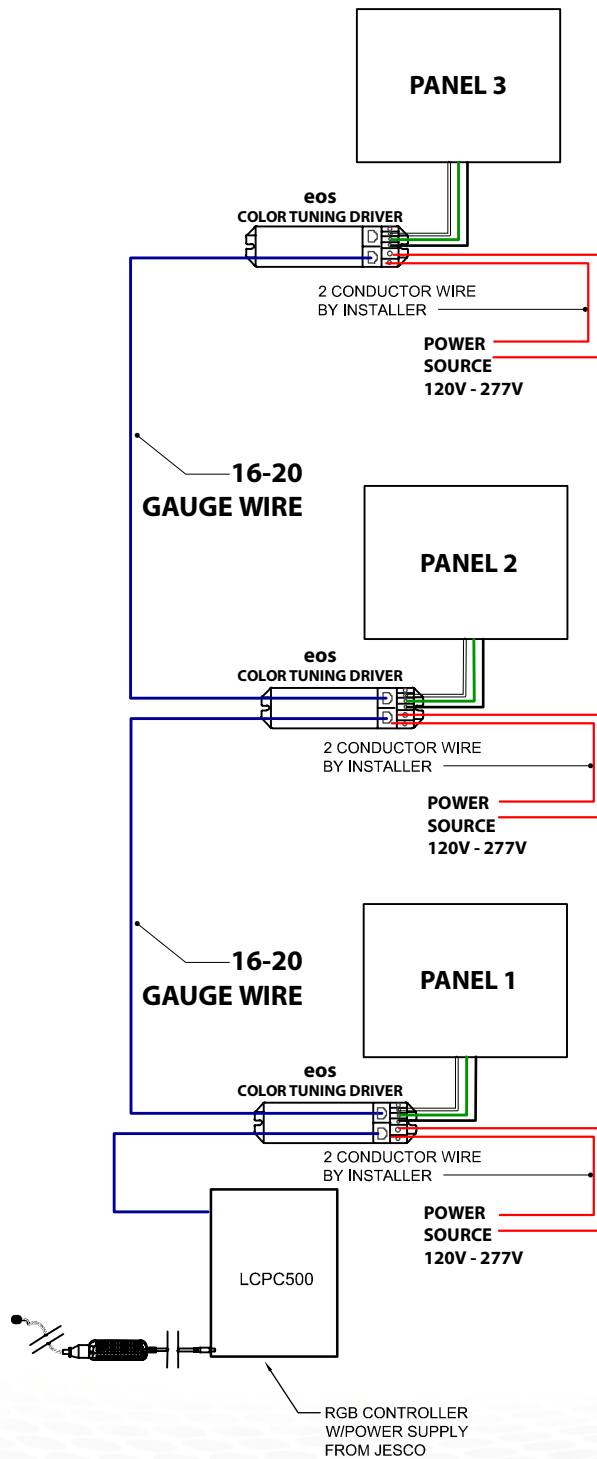 PANEL 3
eos
COLOR TUNING DRIVER
2 CONDUCTOR WIRE
BY INSTALLER
POWER
SOURCE
120V - 277V
16-20
GAUGE WIRE
PANEL 2
eos
COLOR TUNING DRIVER
2 CONDUCTOR WIRE
BY INSTALLER
POWER
SOURCE
120V - 277V
16-20
GAUGE WIRE
PANEL 1
eos
COLOR TUNING DRIVER
2 CONDUCTOR WIRE
BY INSTALLER
POWER
SOURCE
120V - 277V
LCPC500
RGB CONTROLLER
W/POWER SUPPLY
FROM JESCO